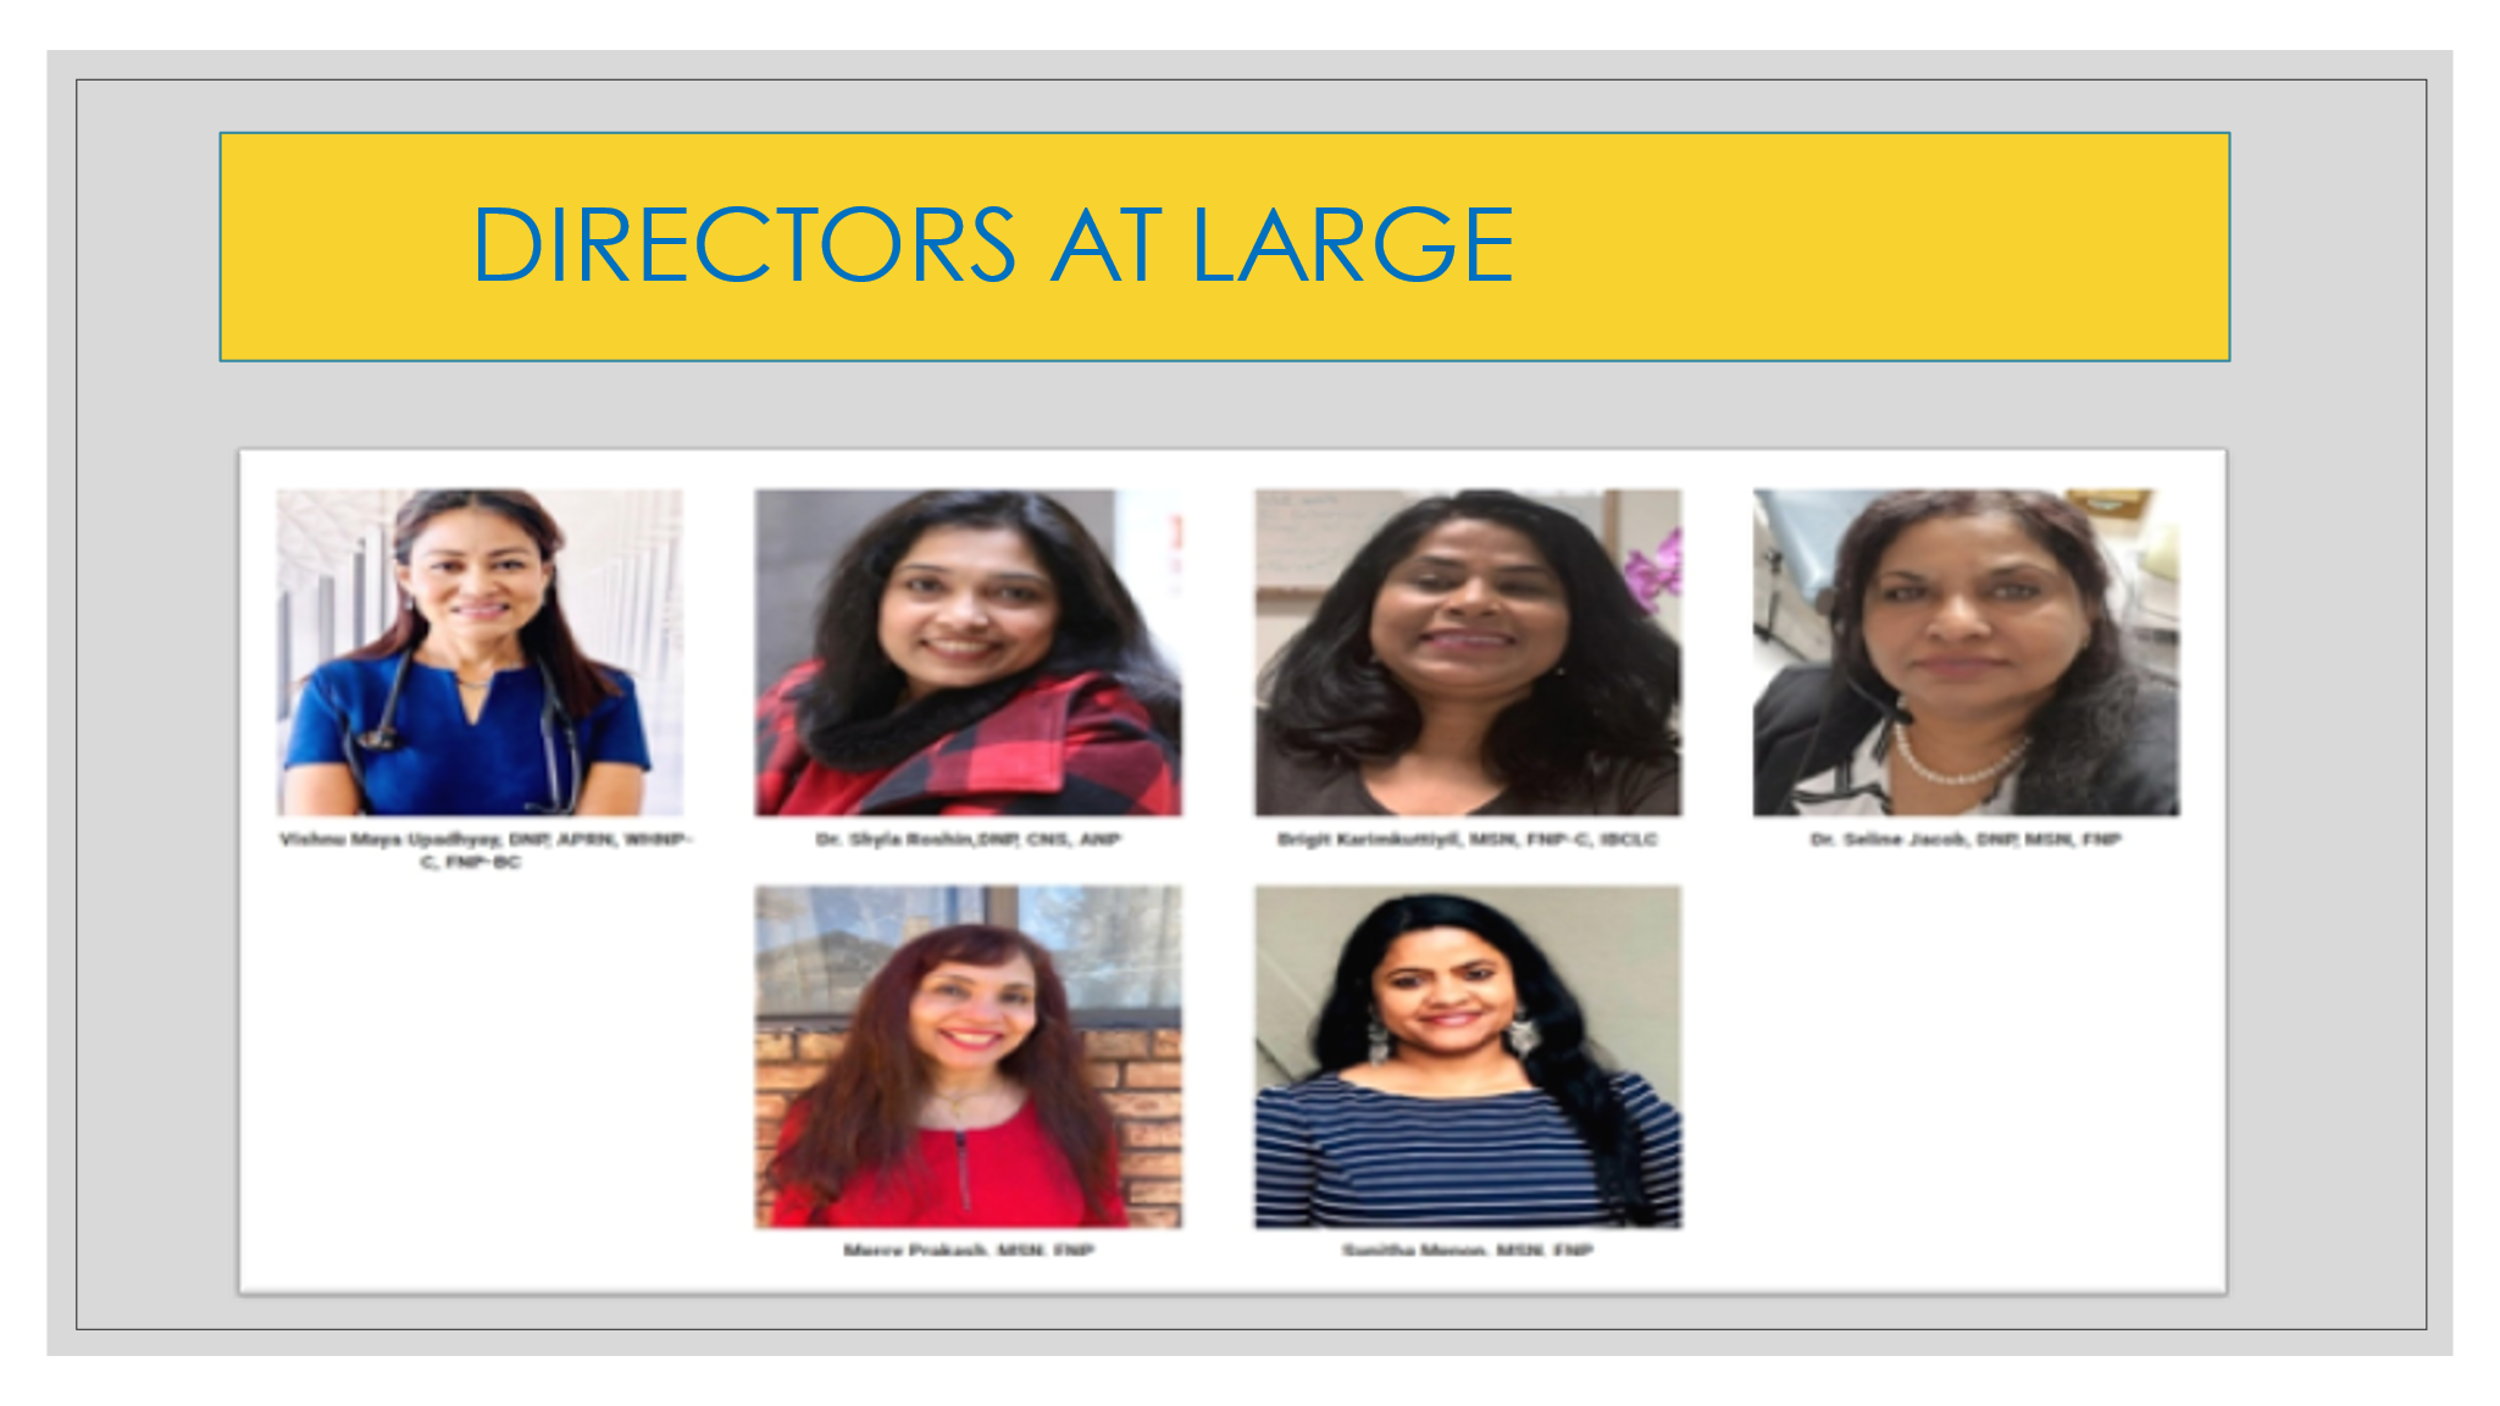 DIRECTORS AT LARGE
Vishnu Maya Upadhyay, DNP, APRN, WHNP-
C, FNP-BC
Dr. Shyla Roshin,DNP, CNS, ANP
Brigit Karimkuttiyil, MSN, FNP-C, IBCLC
Dr. Seline Jacob, DNP, MSN, FNP
Mercy Prakash, MSN, FNP
Sunitha Menon, MSN, FNP